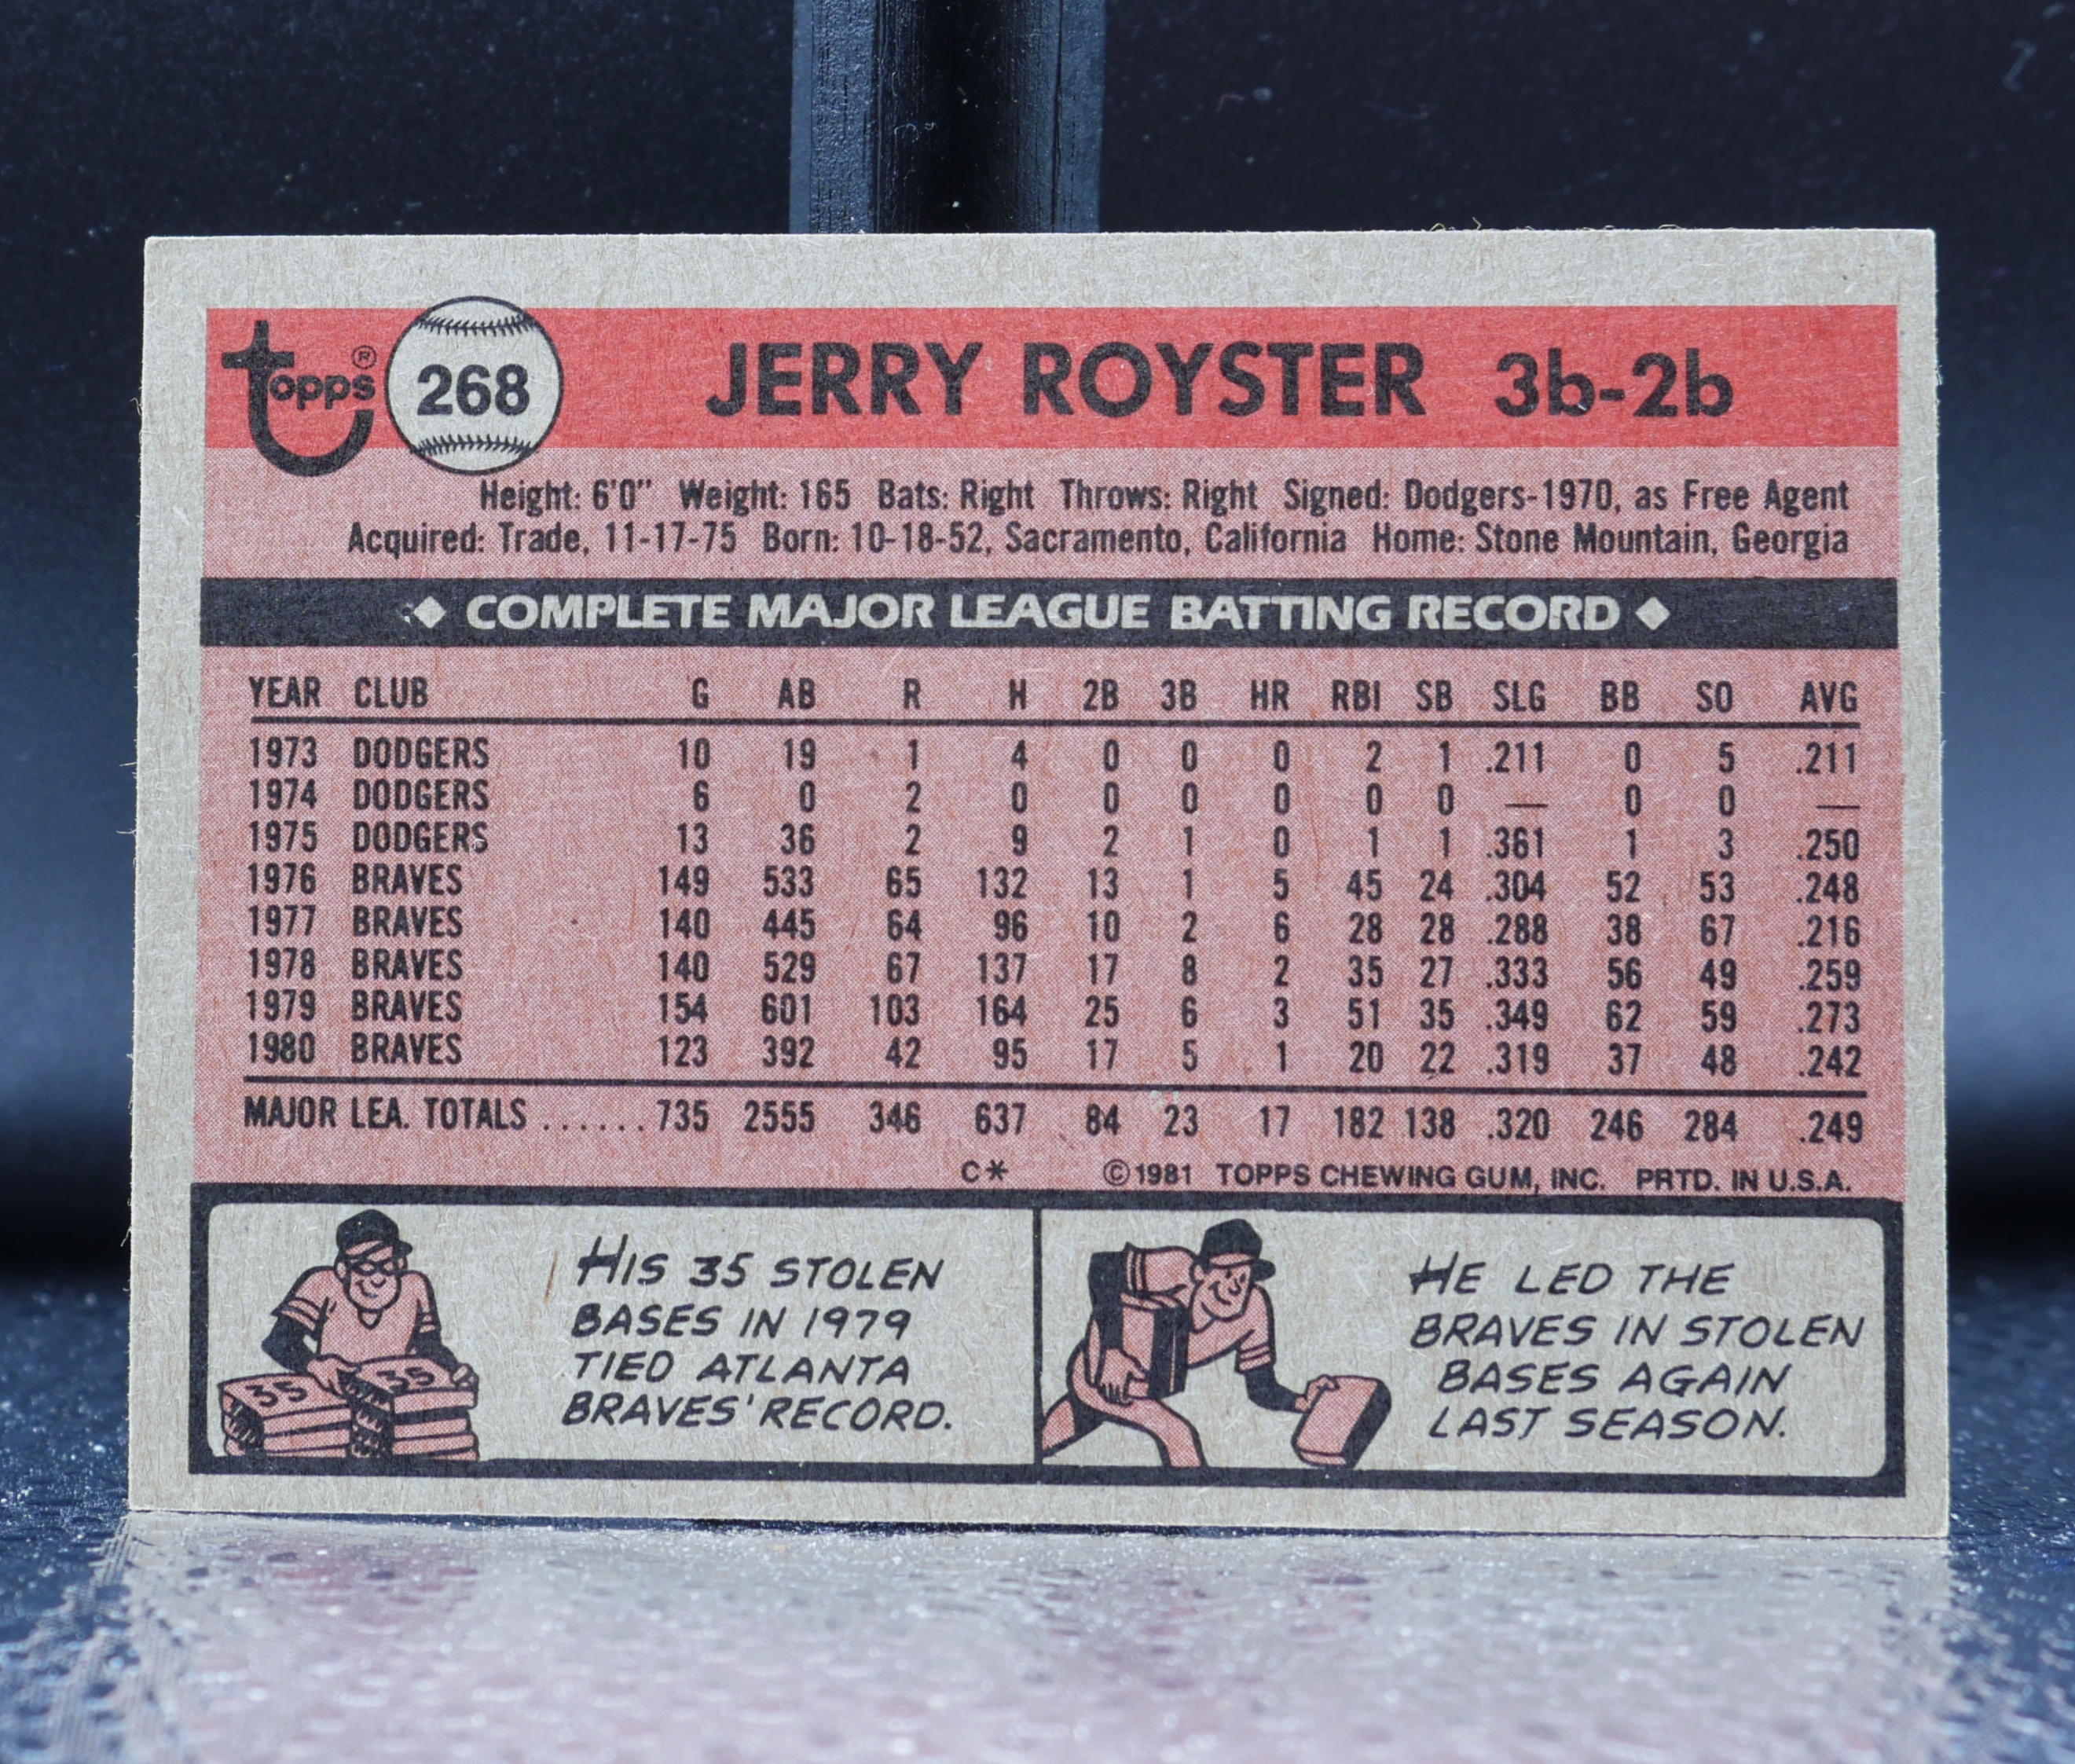 topps® 268 JERRY ROYSTER 3b-2b
Height: 6'0" Weight: 165 Bats: Right Throws: Right Signed: Dodgers-1970, as Free Agent
Acquired: Trade, 11-17-75 Born: 10-18-52, Sacramento, California Home: Stone Mountain, Georgia
◆ COMPLETE MAJOR LEAGUE BATTING RECORD ◆
YEAR CLUB G AB R H 2B 3B HR RBI SB SLG BB SO AVG
1973 DODGERS 10 19 1 4 0 0 0 2 1 .211 0 5 .211
1974 DODGERS 6 0 2 0 0 0 0 0 0 — 0 0 —
1975 DODGERS 13 36 2 9 2 1 0 1 1 .361 1 3 .250
1976 BRAVES 149 533 65 132 13 1 5 45 24 .304 52 53 .248
1977 BRAVES 140 445 64 96 10 2 6 28 28 .288 38 67 .216
1978 BRAVES 140 529 67 137 17 8 2 35 27 .333 56 49 .259
1979 BRAVES 154 601 103 164 25 6 3 51 35 .349 62 59 .273
1980 BRAVES 123 392 42 95 17 5 1 20 22 .319 37 48 .242
MAJOR LEA. TOTALS ...... 735 2555 346 637 84 23 17 182 138 .320 246 284 .249
C* ©1981 TOPPS CHEWING GUM, INC. PRTD. IN U.S.A.
HIS 35 STOLEN
BASES IN 1979
TIED ATLANTA
BRAVES' RECORD.
35 35
HE LED THE
BRAVES IN STOLEN
BASES AGAIN
LAST SEASON.